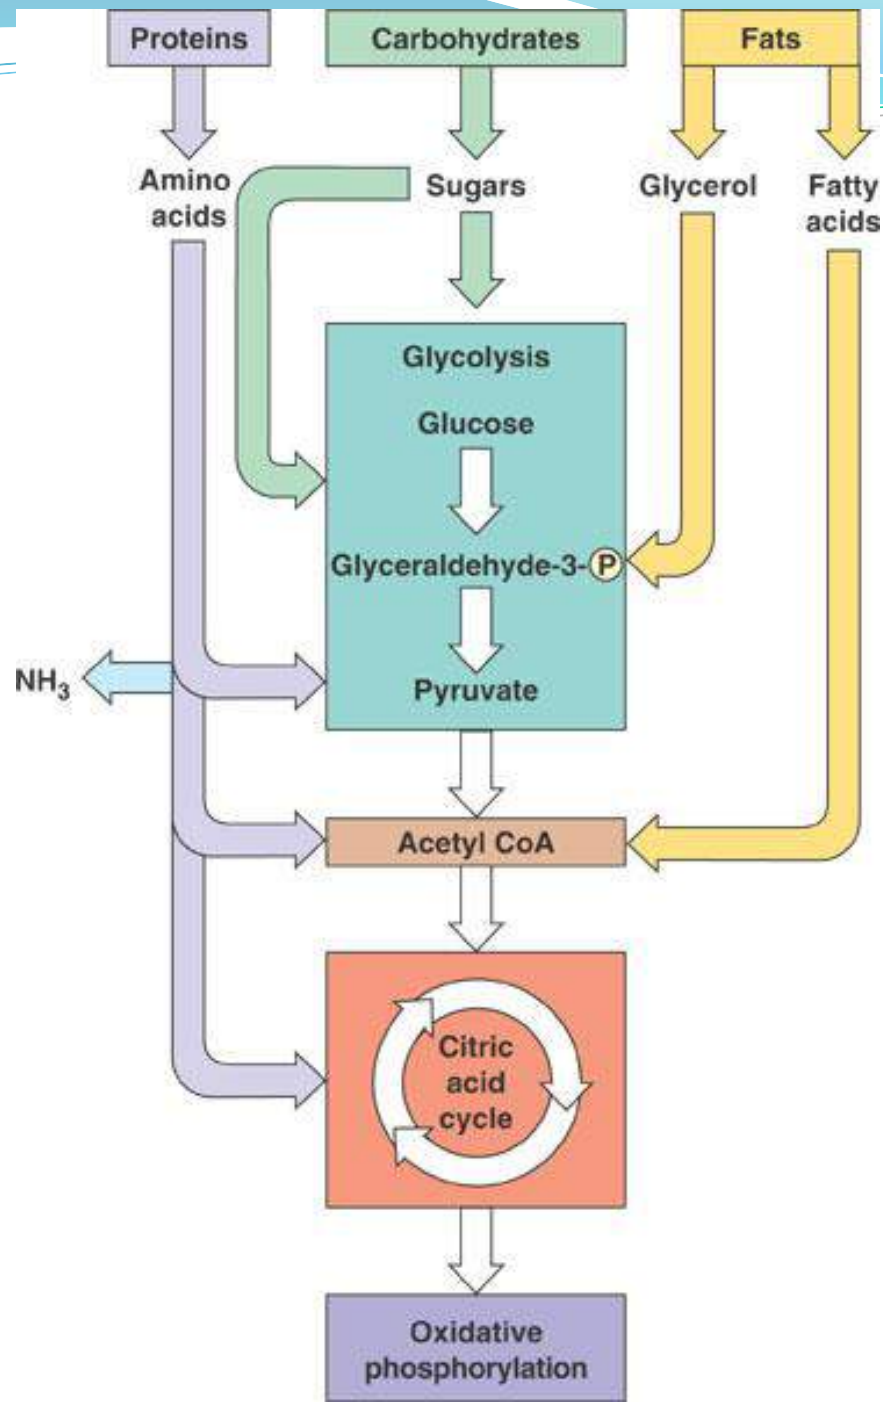 Proteins
Carbohydrates
Fats
Amino
acids
Sugars
Glycerol
Fatty
acids
Glycolysis
Glucose
Glyceraldehyde-3-P
NH3
Pyruvate
Acetyl CoA
Citric
acid
cycle
Oxidative
phosphorylation